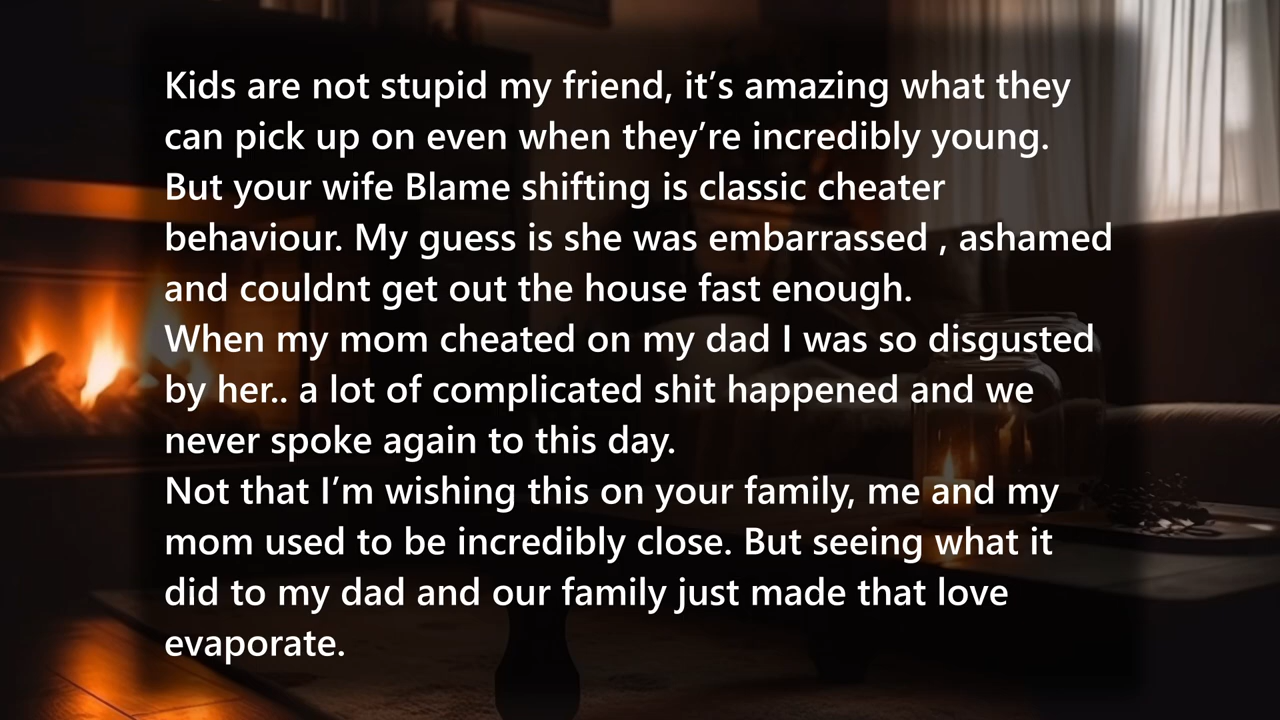 Kids are not stupid my friend, it’s amazing what they
can pick up on even when they’re incredibly young.
But your wife Blame shifting is classic cheater
behaviour. My guess is she was embarrassed , ashamed
and couldnt get out the house fast enough.
When my mom cheated on my dad I was so disgusted
by her.. a lot of complicated shit happened and we
never spoke again to this day.
Not that I’m wishing this on your family, me and my
mom used to be incredibly close. But seeing what it
did to my dad and our family just made that love
evaporate.